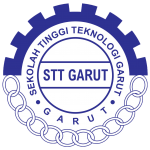 SEKOLAH TINGGI TEKNOLOGI GARUT
STT GARUT
• GARUT •